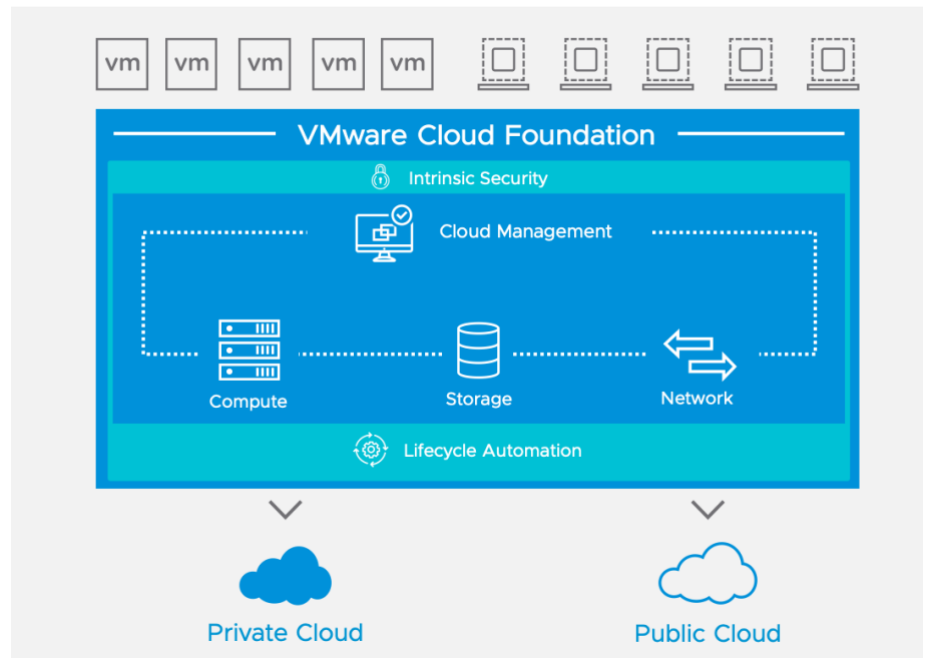 vm vm vm vm vm
VMware Cloud Foundation
Intrinsic Security
Cloud Management
Compute
Storage
Network
Lifecycle Automation
Private Cloud
Public Cloud